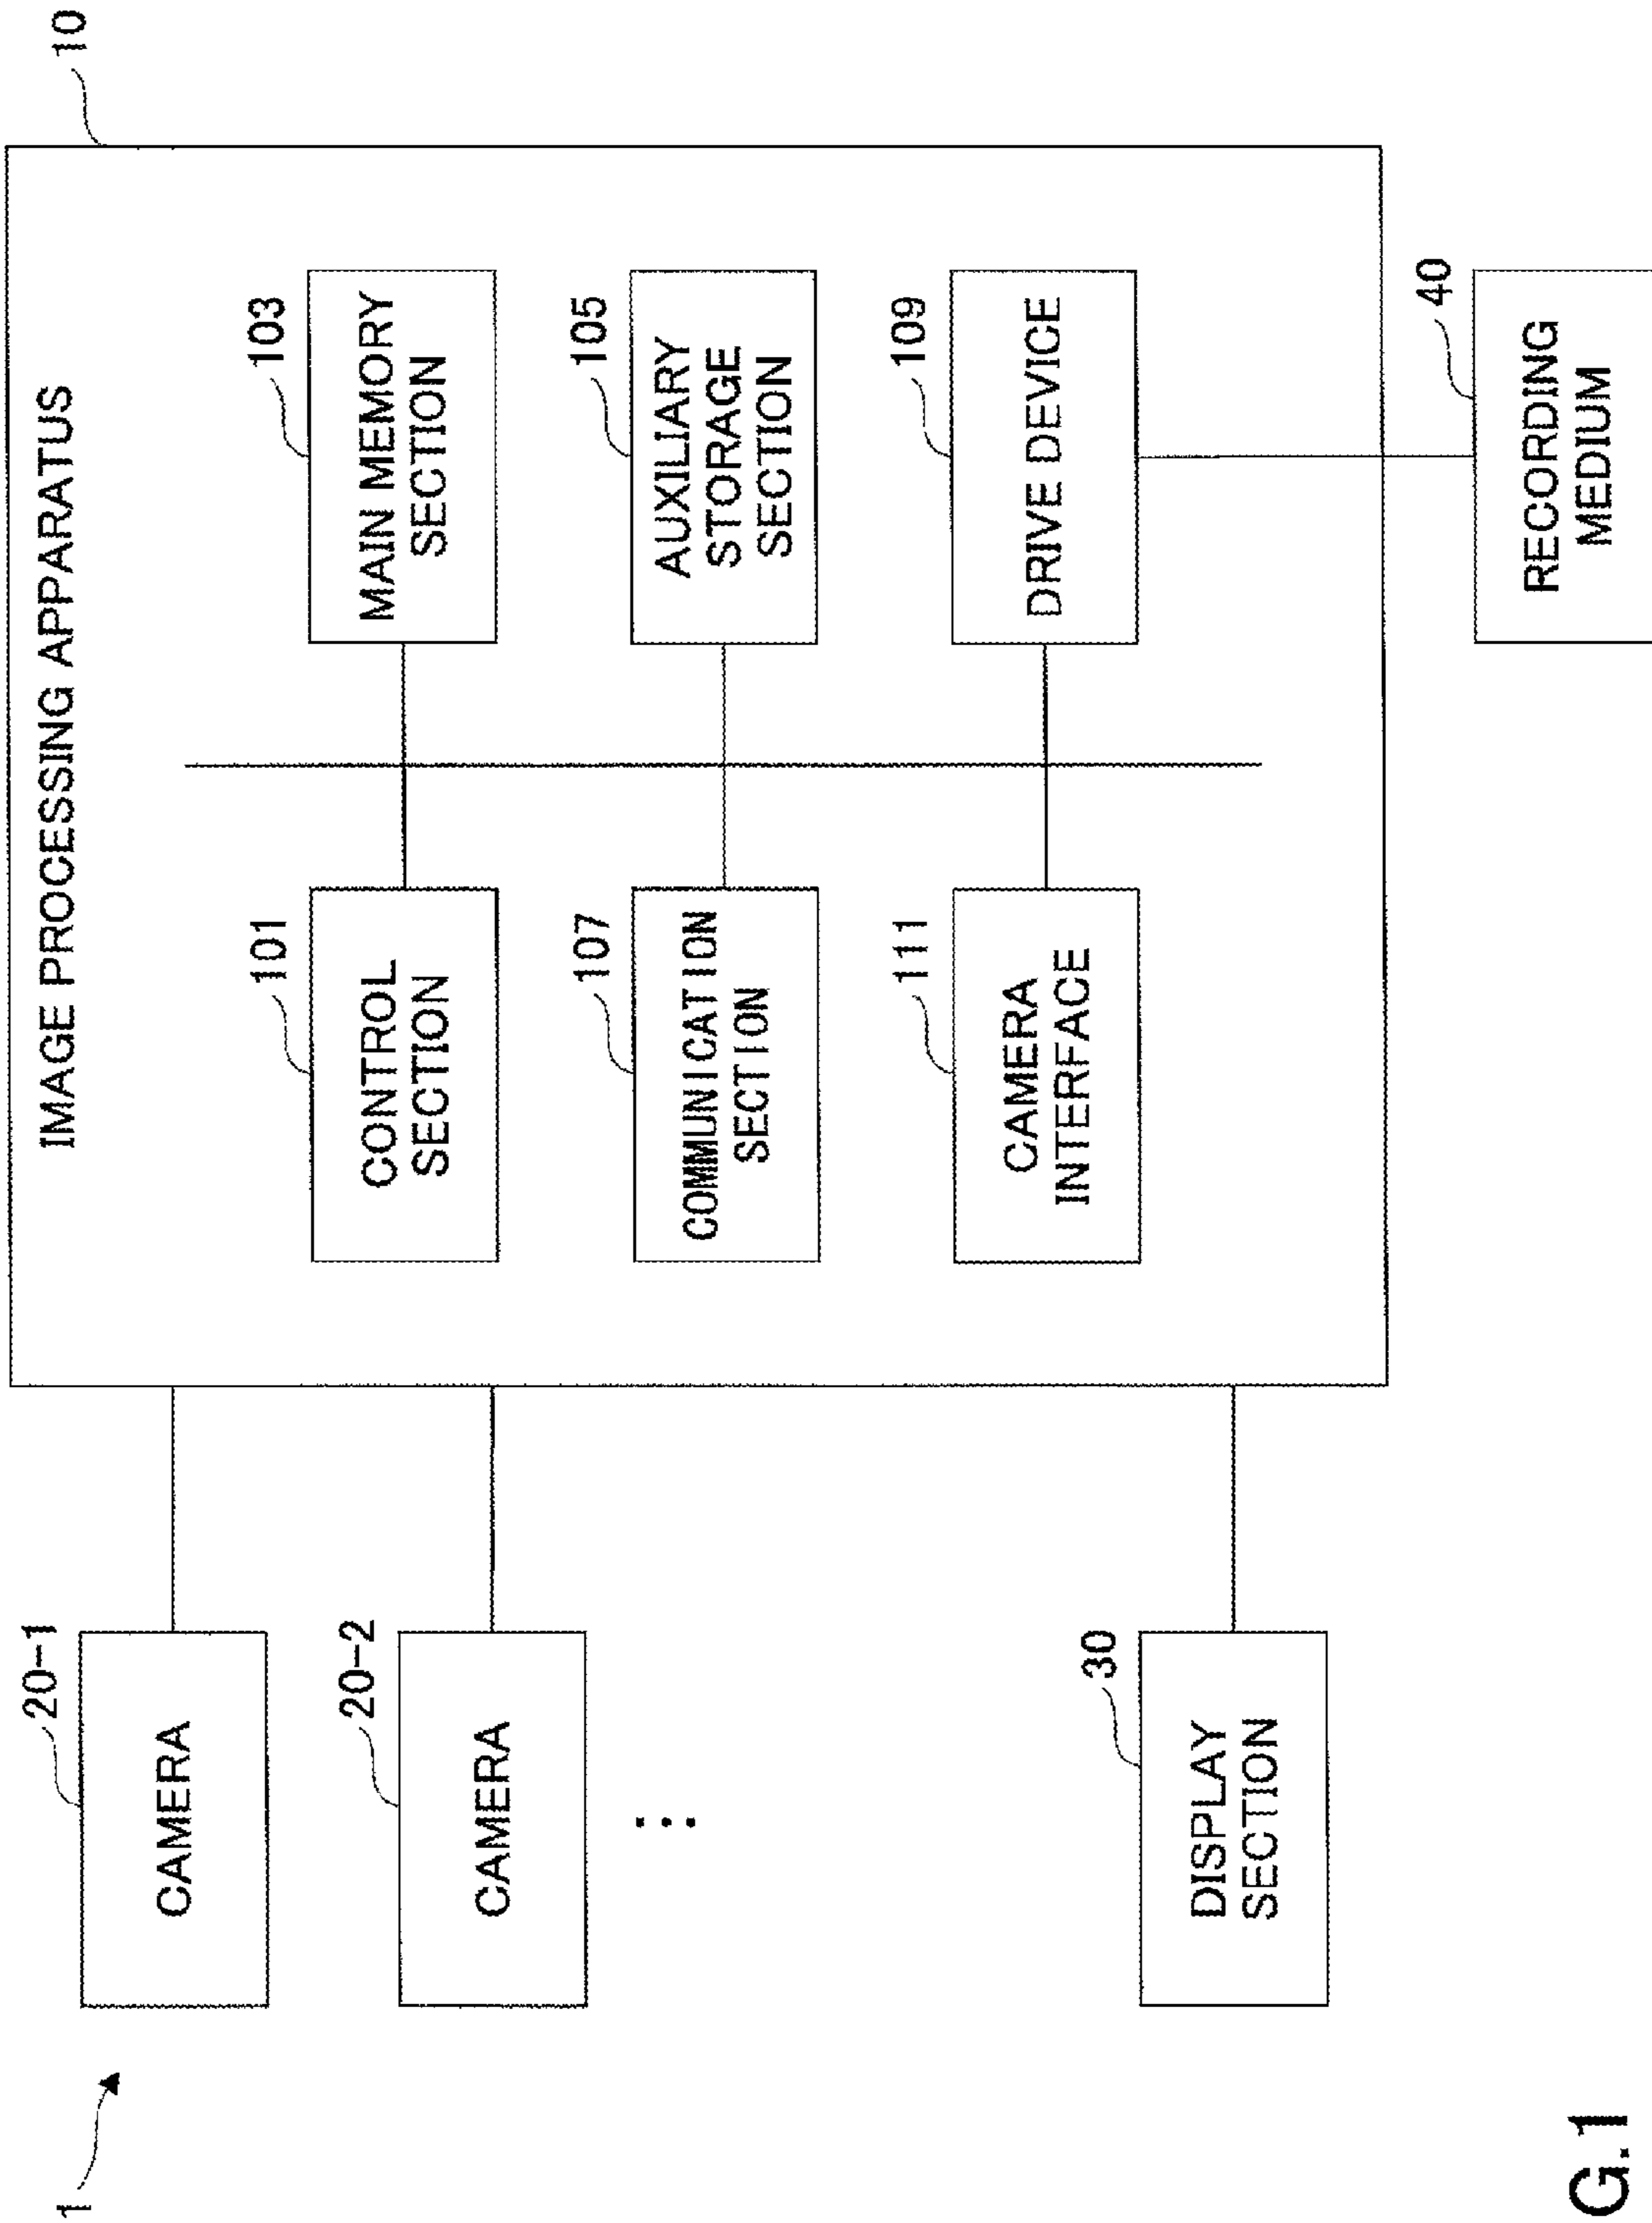 1
10
IMAGE PROCESSING APPARATUS
20-1
CAMERA
101
CONTROL
SECTION
103
MAIN MEMORY
SECTION
20-2
CAMERA
107
COMMUNICATION
SECTION
105
AUXILIARY
STORAGE
SECTION
111
CAMERA
INTERFACE
109
DRIVE DEVICE
30
DISPLAY
SECTION
40
RECORDING
MEDIUM
G.1